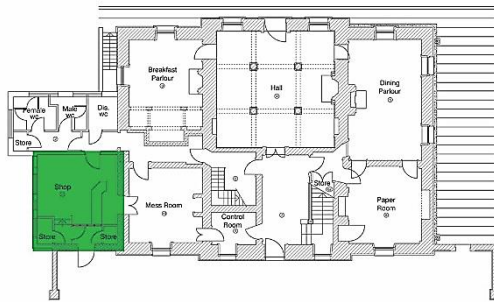 Breakfast
Parlour
Hall
Dining
Parlour
Female
wc
Male
wc
Dis.
wc
Store
Shop
Mess Room
Store
Control
Room
Paper
Room
Store
Store